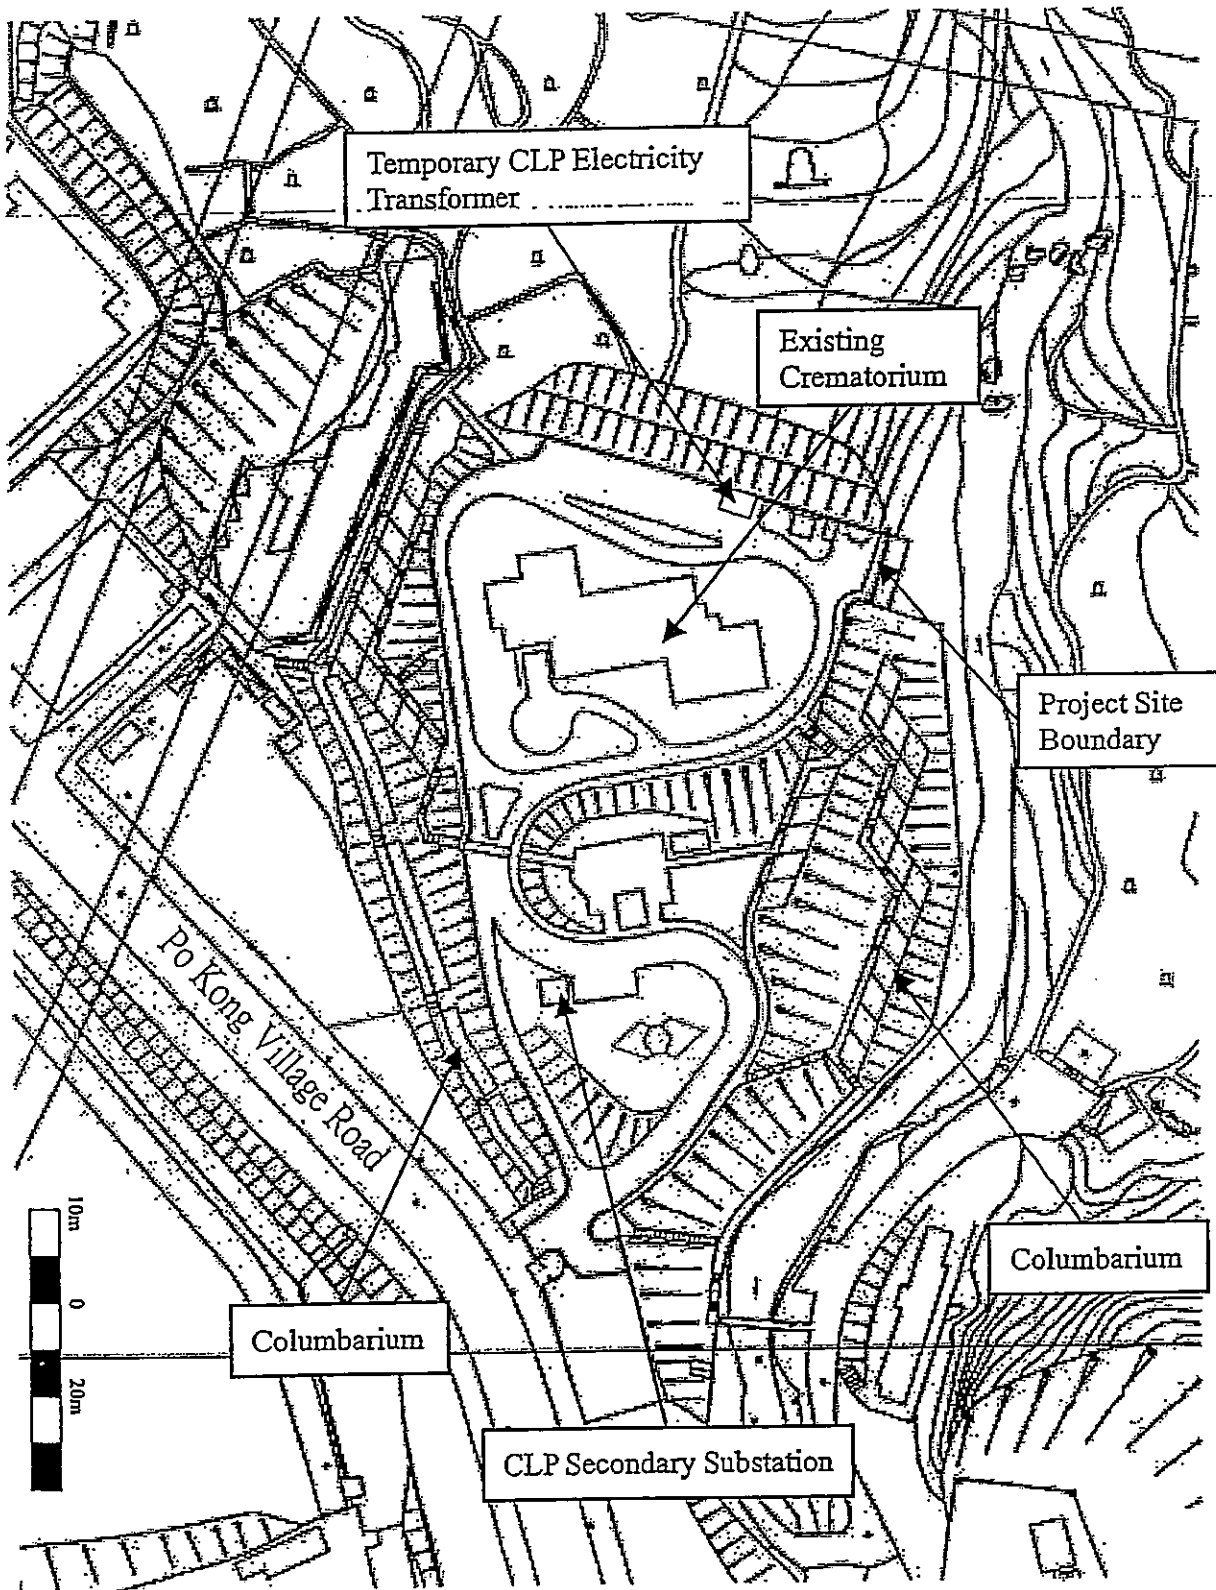 Temporary CLP Electricity
Transformer
Existing
Crematorium
Project Site
Boundary
Po Kong Village Road
10m
0
20m
Columbarium
Columbarium
CLP Secondary Substation